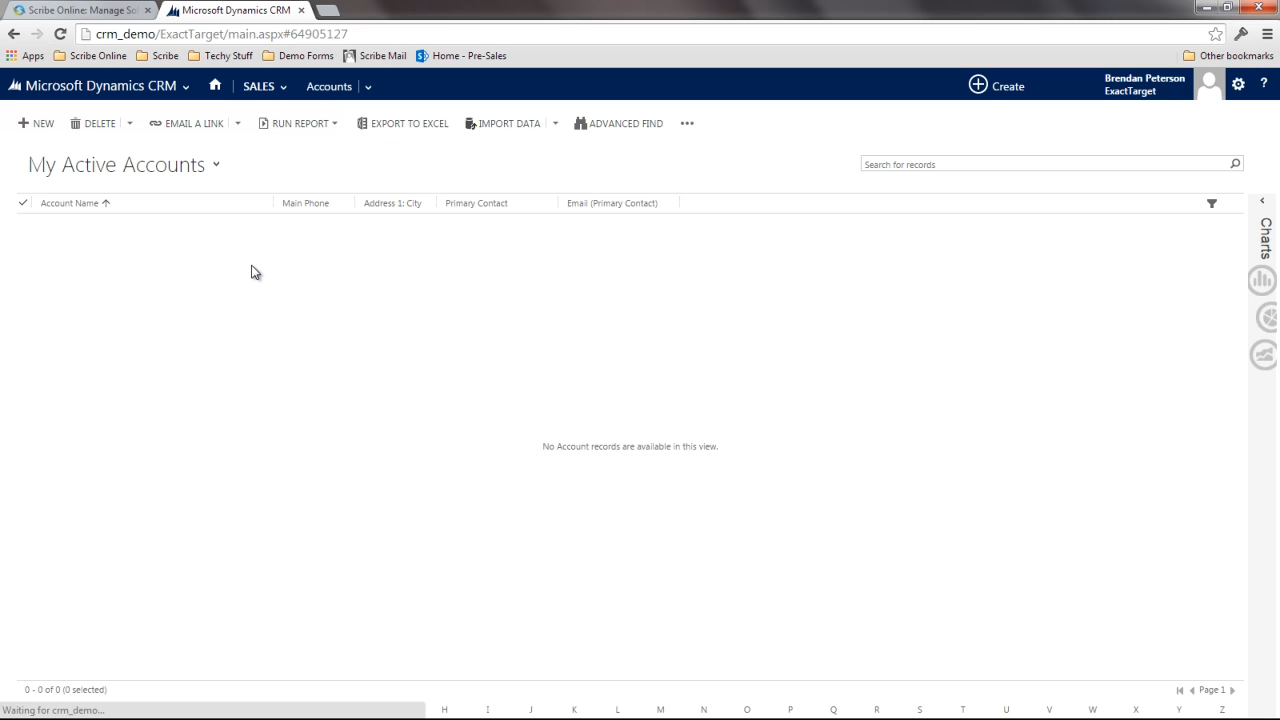 Scribe Online: Manage So
Microsoft Dynamics CRM
crm_demo/ExactTarget/main.aspx#64905127
Apps
Scribe Online
Scribe
Techy Stuff
Demo Forms
Scribe Mail
Home - Pre-Sales
Other bookmarks
Microsoft Dynamics CRM
SALES
Accounts
Create
Brendan Peterson
ExactTarget
?
NEW
DELETE
EMAIL A LINK
RUN REPORT
EXPORT TO EXCEL
IMPORT DATA
ADVANCED FIND
My Active Accounts
Search for records
Account Name
Main Phone
Address 1: City
Primary Contact
Email (Primary Contact)
Charts
No Account records are available in this view.
0 - 0 of 0 (0 selected)
Page 1
Waiting for crm_demo...
H I J K L M N O P Q R S T U V W X Y Z